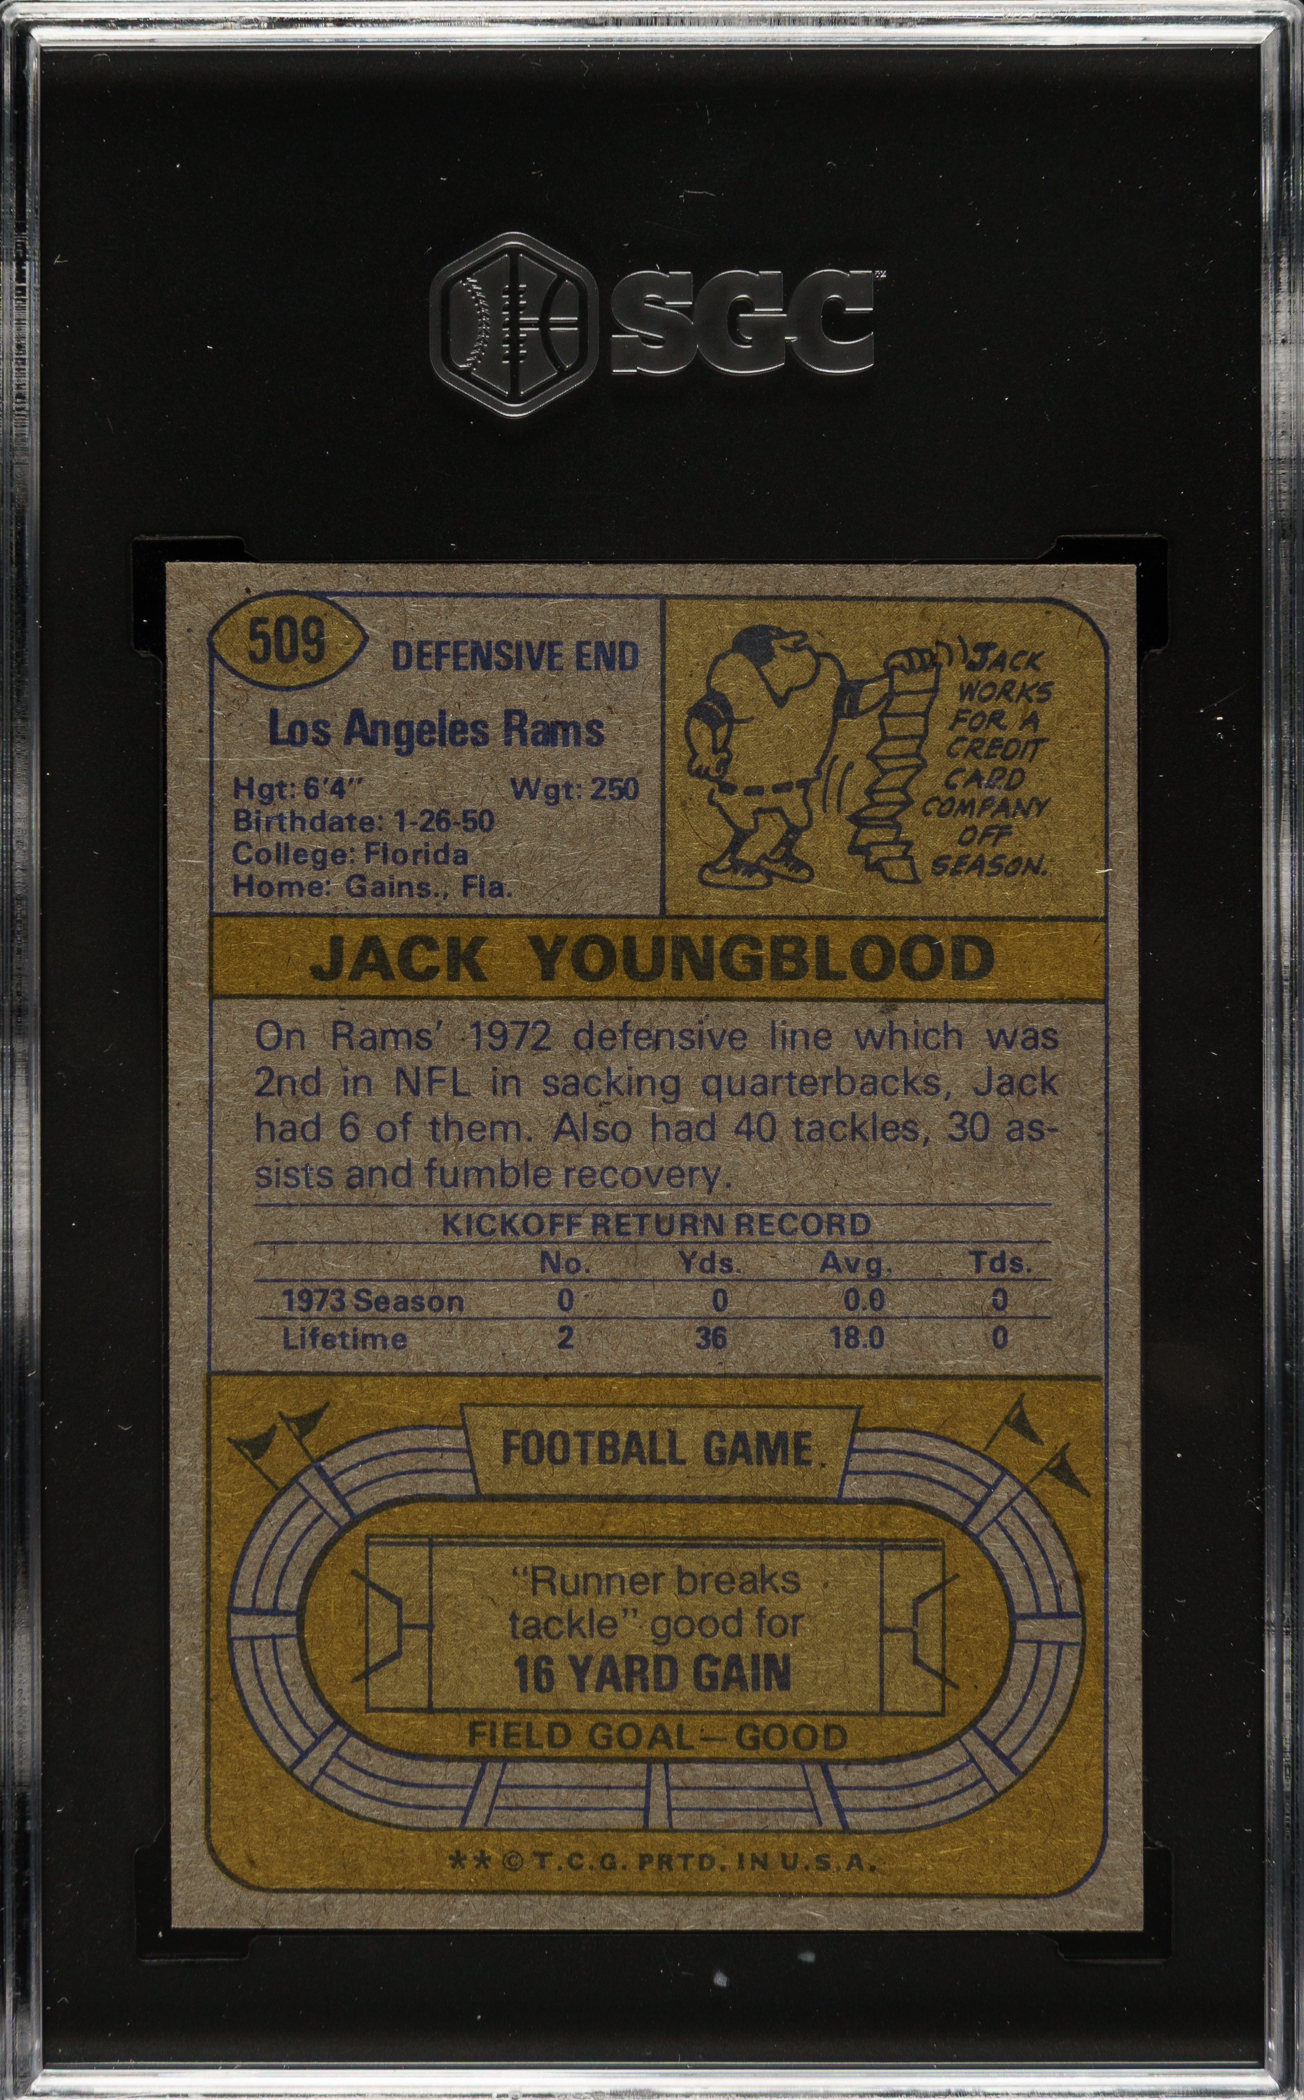 SGC
509
DEFENSIVE END
Los Angeles Rams
Hgt: 6'4" Wgt: 250
Birthdate: 1-26-50
College: Florida
Home: Gains., Fla.
JACK
WORKS
FOR A
CREDIT
CARD
COMPANY
OFF
SEASON.
JACK YOUNGBLOOD
On Rams' 1972 defensive line which was
2nd in NFL in sacking quarterbacks, Jack
had 6 of them. Also had 40 tackles, 30 as-
sists and fumble recovery.
KICKOFF RETURN RECORD
No. Yds. Avg. Tds.
1973 Season 0 0 0.0 0
Lifetime 2 36 18.0 0
FOOTBALL GAME
"Runner breaks
tackle" good for
16 YARD GAIN
FIELD GOAL—GOOD
** © T.C.G. PRTD. IN U.S.A.